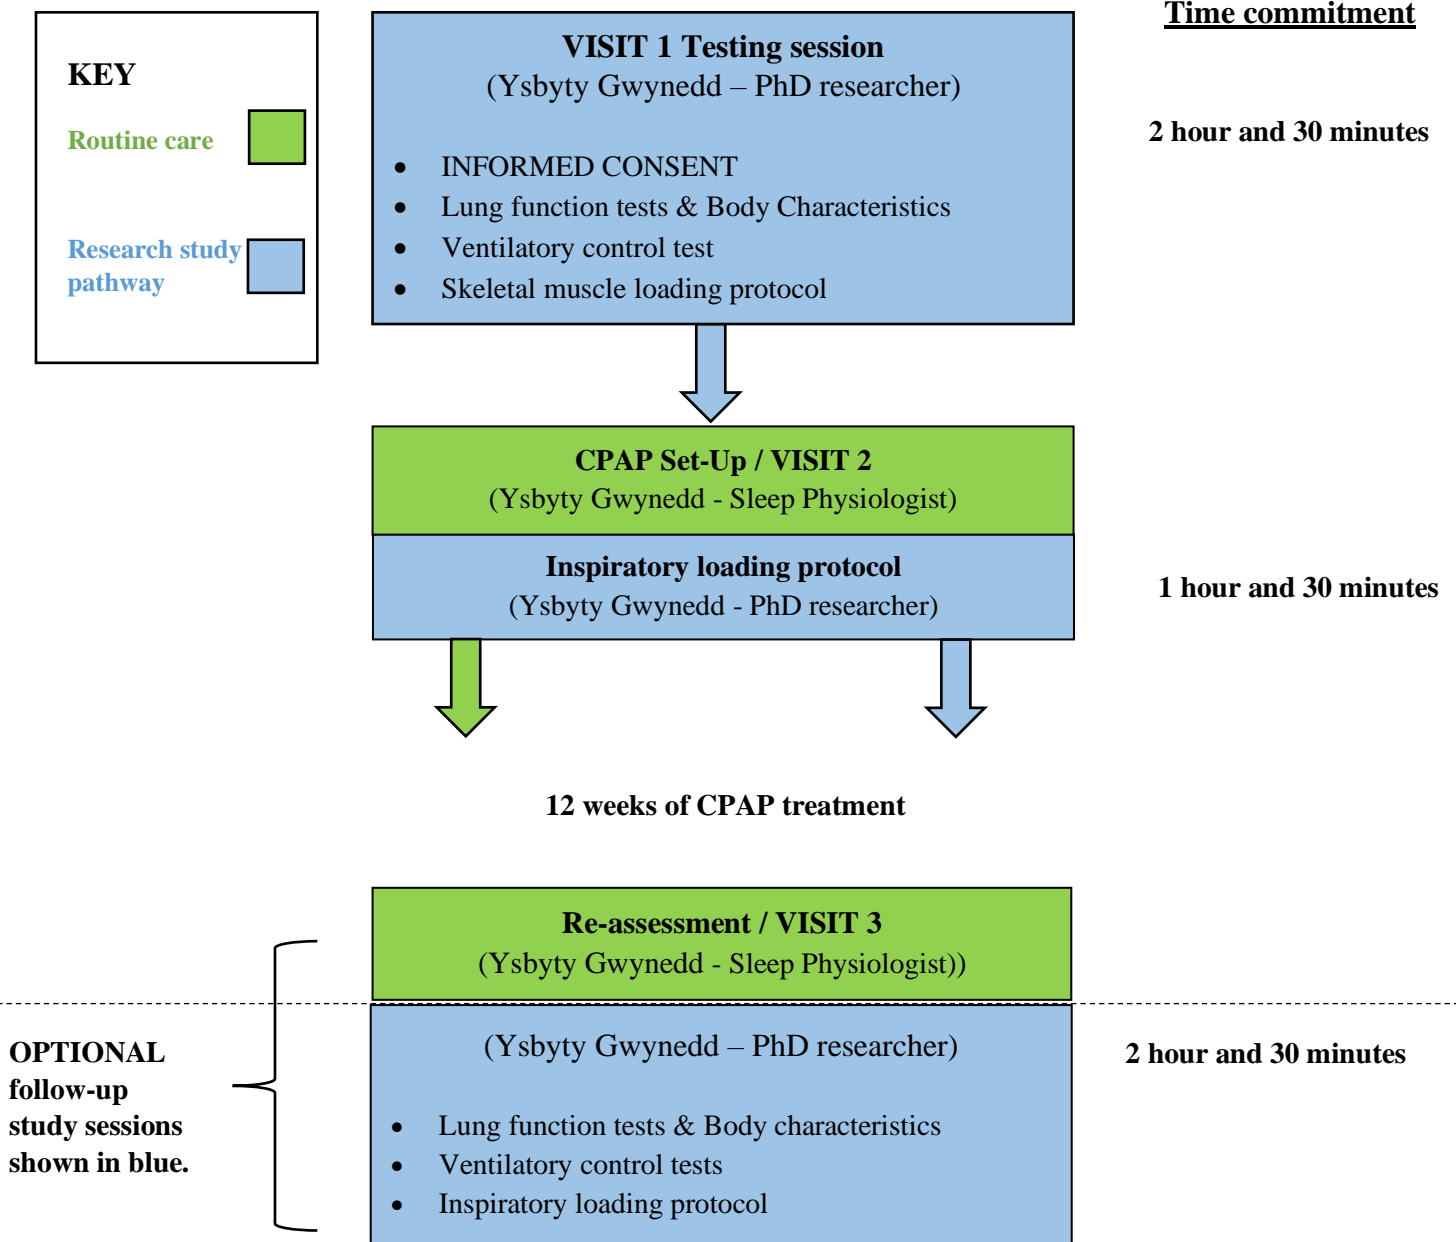 Time commitment
KEY
Routine care
Research study
pathway
VISIT 1 Testing session
(Ysbyty Gwynedd – PhD researcher)
• INFORMED CONSENT
• Lung function tests & Body Characteristics
• Ventilatory control test
• Skeletal muscle loading protocol
2 hour and 30 minutes
CPAP Set-Up / VISIT 2
(Ysbyty Gwynedd - Sleep Physiologist)
Inspiratory loading protocol
(Ysbyty Gwynedd - PhD researcher)
1 hour and 30 minutes
12 weeks of CPAP treatment
Re-assessment / VISIT 3
(Ysbyty Gwynedd - Sleep Physiologist))
OPTIONAL
follow-up
study sessions
shown in blue.
(Ysbyty Gwynedd – PhD researcher)
• Lung function tests & Body characteristics
• Ventilatory control tests
• Inspiratory loading protocol
2 hour and 30 minutes